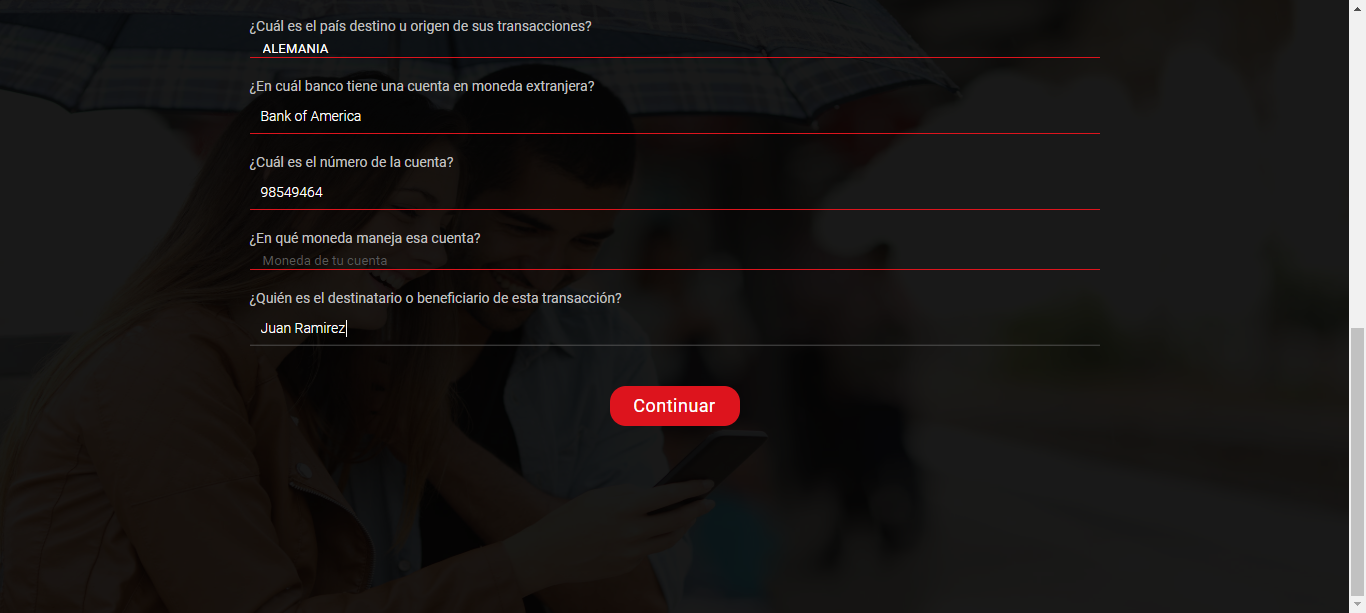 ¿Cuál es el país destino u origen de sus transacciones?
ALEMANIA
¿En cuál banco tiene una cuenta en moneda extranjera?
Bank of America
¿Cuál es el número de la cuenta?
98549464
¿En qué moneda maneja esa cuenta?
Moneda de tu cuenta
¿Quién es el destinatario o beneficiario de esta transacción?
Juan Ramirez
Continuar